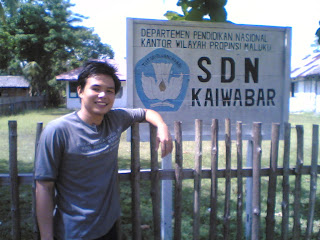 DEPARTEMEN PENDIDIKAN NASIONAL
KANTOR WILAYAH PROPINSI MALUKU
SDN
KAIWABAR